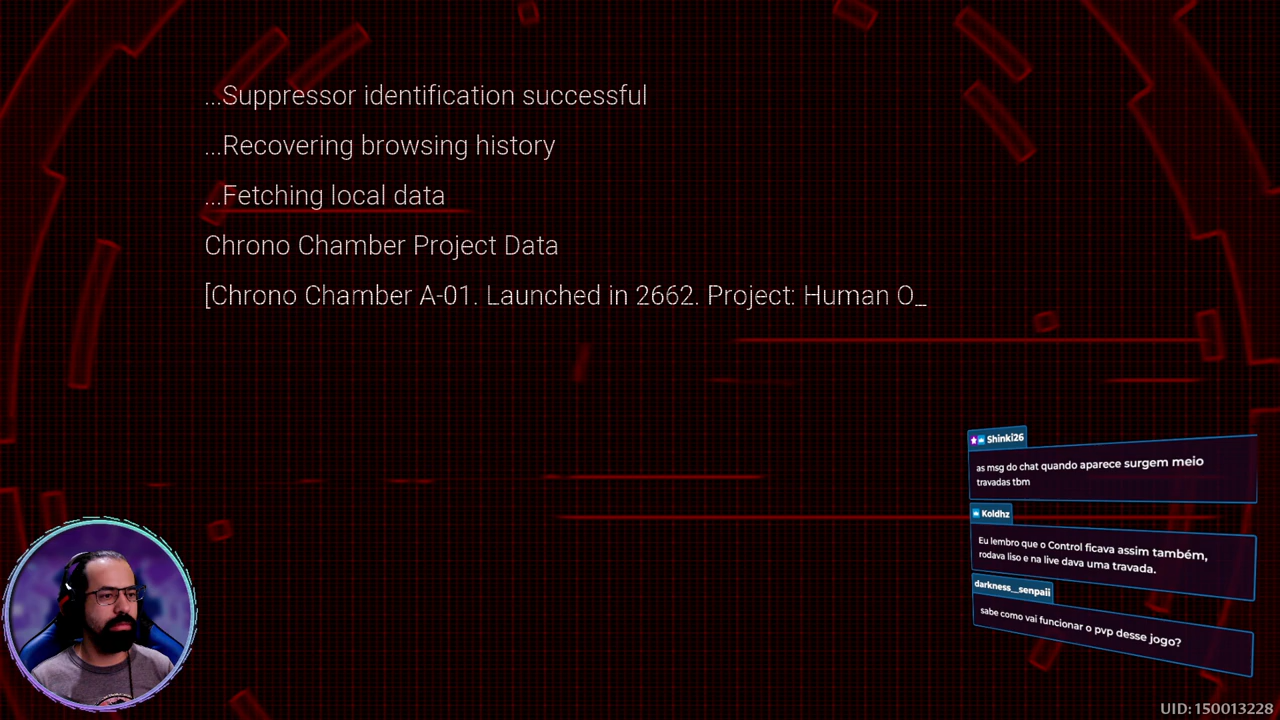 ...Suppressor identification successful
...Recovering browsing history
...Fetching local data
Chrono Chamber Project Data
[Chrono Chamber A-01. Launched in 2662. Project: Human O_
Shinki26
as msg do chat quando aparece surgem meio
travadas tbm
Koldhz
Eu lembro que o Control ficava assim também,
rodava liso e na live dava uma travada.
darkness__senpaii
sabe como vai funcionar o pvp desse jogo?
UID: 150013228